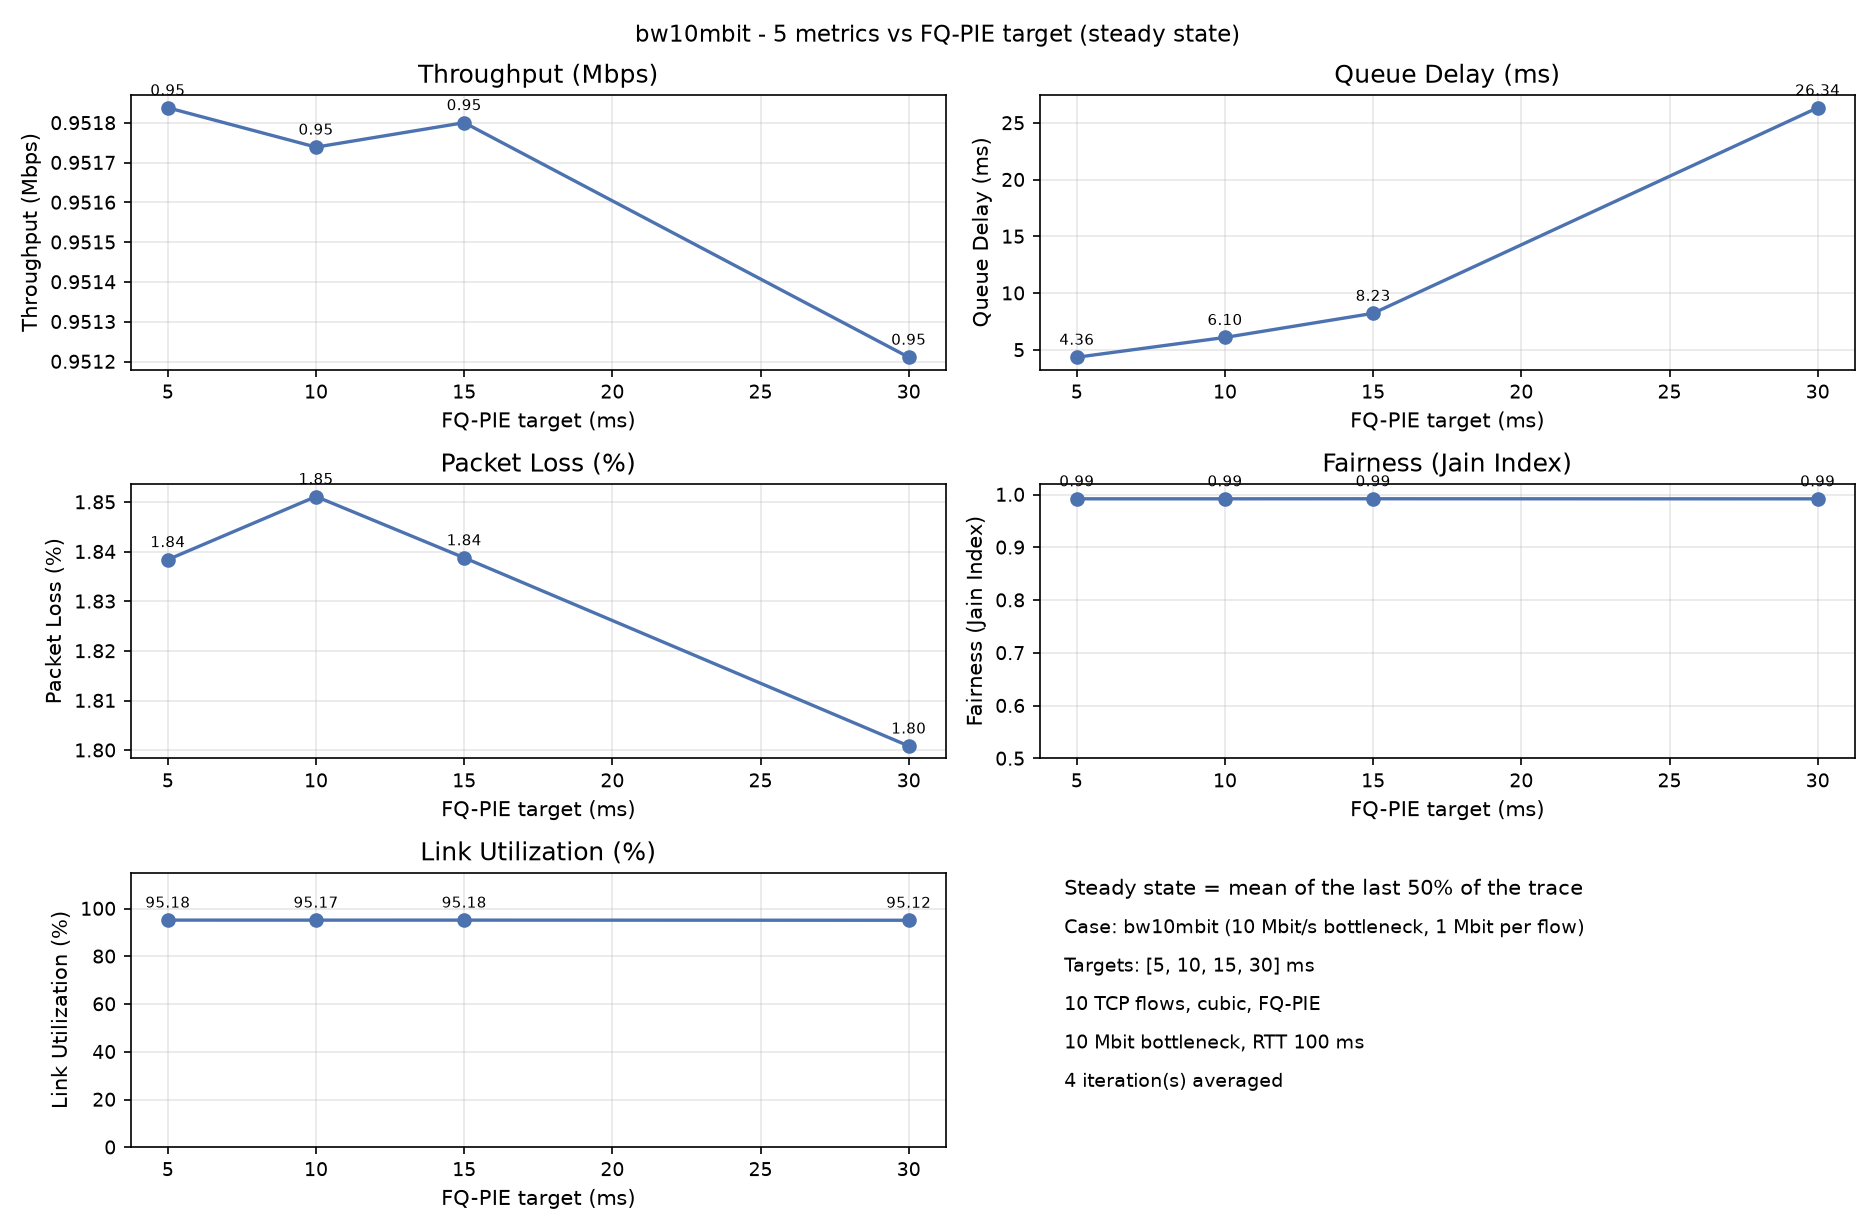 bw10mbit - 5 metrics vs FQ-PIE target (steady state)
Throughput (Mbps)
Throughput (Mbps)
0.9518
0.9517
0.9516
0.9515
0.9514
0.9513
0.9512
0.95
0.95
0.95
0.95
5 10 15 20 25 30
FQ-PIE target (ms)
Queue Delay (ms)
Queue Delay (ms)
25
20
15
10
5
4.36
6.10
8.23
26.34
5 10 15 20 25 30
FQ-PIE target (ms)
Packet Loss (%)
Packet Loss (%)
1.85
1.84
1.83
1.82
1.81
1.80
1.84
1.85
1.84
1.80
5 10 15 20 25 30
FQ-PIE target (ms)
Fairness (Jain Index)
Fairness (Jain Index)
1.0
0.9
0.8
0.7
0.6
0.5
0.99
0.99
0.99
0.99
5 10 15 20 25 30
FQ-PIE target (ms)
Link Utilization (%)
Link Utilization (%)
100
80
60
40
20
0
95.18
95.17
95.18
95.12
5 10 15 20 25 30
FQ-PIE target (ms)
Steady state = mean of the last 50% of the trace
Case: bw10mbit (10 Mbit/s bottleneck, 1 Mbit per flow)
Targets: [5, 10, 15, 30] ms
10 TCP flows, cubic, FQ-PIE
10 Mbit bottleneck, RTT 100 ms
4 iteration(s) averaged